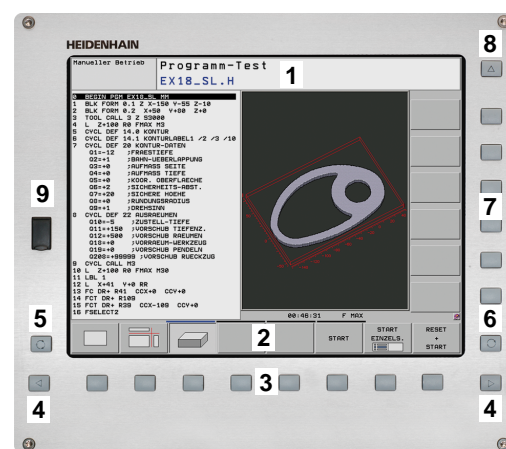 8
HEIDENHAIN
Manueller Betrieb
Programm-Test
EX18_SL.H
1
0 BEGIN PGM EX18_SL MM
1 BLK FORM 0.1 Z X-150 Y-55 Z-10
2 BLK FORM 0.2 X+50 Y+80 Z+0
3 TOOL CALL 3 Z S3000
4 L Z+100 R0 FMAX M3
5 CYCL DEF 14.0 KONTUR
6 CYCL DEF 14.1 KONTURLABEL1 /2 /3 /10
7 CYCL DEF 20 KONTUR-DATEN
Q1=-12 ;FRAESTIEFE
Q2=+1 ;BAHN-UEBERLAPPUNG
Q3=+0 ;AUFMASS SEITE
Q4=+0 ;AUFMASS TIEFE
Q5=+0 ;KOOR. OBERFLAECHE
Q6=+2 ;SICHERHEITS-ABST.
Q7=+20 ;SICHERE HOEHE
Q8=+0 ;RUNDUNGSRADIUS
Q9=+1 ;DREHSINN
8 CYCL DEF 22 AUSRAEUMEN
Q10=-5 ;ZUSTELL-TIEFE
Q11=+150 ;VORSCHUB TIEFENZ.
Q12=+500 ;VORSCHUB RAEUMEN
Q18=+0 ;VORRAEUM-WERKZEUG
Q19=+0 ;VORSCHUB PENDELN
Q208=+99999 ;VORSCHUB RUECKZUG
9 CYCL CALL M3
10 L Z+100 R0 FMAX M30
11 LBL 1
12 L X+41 Y+0 RR
13 FC DR+ R41 CCX+0 CCY+0
14 FCT DR+ R109
15 FCT DR+ R39 CCX-109 CCY+0
16 FSELECT2
9
7
00:48:31 F MAX
5
2
START
START EINZELS.
RESET + START
6
4
3
4